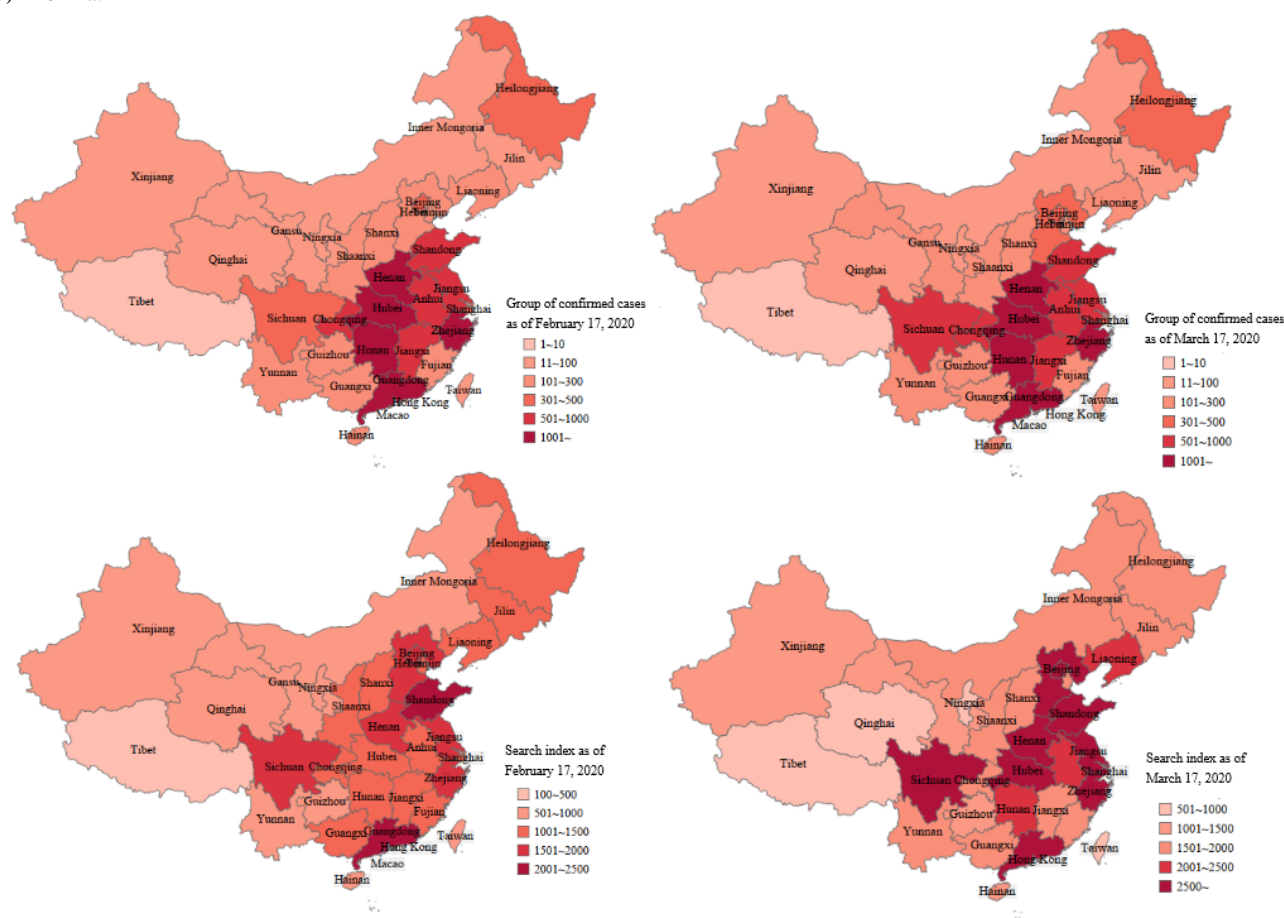 Heilongjiang
Inner Mongoria
Jilin
Xinjiang
Liaoning
Beijing
Gansu
Ningxia
Shanxi
Shaanxi
Shandong
Qinghai
Henan
Tibet
Jiangsu
Anhui
Hubei
Shanghai
Sichuan
Chongqing
Zhejiang
Hunan
Jiangxi
Guizhou
Fujian
Yunnan
Guangxi
Guangdong
Taiwan
Hong Kong
Macao
Hainan
Group of confirmed cases
as of February 17, 2020
1~10
11~100
101~300
301~500
501~1000
1001~
Heilongjiang
Inner Mongoria
Jilin
Xinjiang
Liaoning
Beijing
Gansu
Ningxia
Shanxi
Shaanxi
Shandong
Qinghai
Henan
Tibet
Jiangsu
Anhui
Hubei
Shanghai
Sichuan
Chongqing
Zhejiang
Hunan
Jiangxi
Guizhou
Fujian
Yunnan
Guangxi
Guangdong
Taiwan
Hong Kong
Macao
Hainan
Group of confirmed cases
as of March 17, 2020
1~10
11~100
101~300
301~500
501~1000
1001~
Heilongjiang
Inner Mongoria
Jilin
Xinjiang
Liaoning
Beijing
Gansu
Ningxia
Shanxi
Shaanxi
Shandong
Qinghai
Henan
Tibet
Jiangsu
Anhui
Hubei
Shanghai
Sichuan
Chongqing
Zhejiang
Hunan
Jiangxi
Guizhou
Fujian
Yunnan
Guangxi
Guangdong
Taiwan
Hong Kong
Macao
Hainan
Search index as of
February 17, 2020
100~500
501~1000
1001~1500
1501~2000
2001~2500
Heilongjiang
Inner Mongoria
Jilin
Xinjiang
Liaoning
Beijing
Ningxia
Shanxi
Shaanxi
Shandong
Qinghai
Henan
Tibet
Jiangsu
Hubei
Shanghai
Sichuan
Chongqing
Zhejiang
Hunan
Jiangxi
Guizhou
Yunnan
Guangxi
Taiwan
Hong Kong
Hainan
Search index as of
March 17, 2020
501~1000
1001~1500
1501~2000
2001~2500
2500~